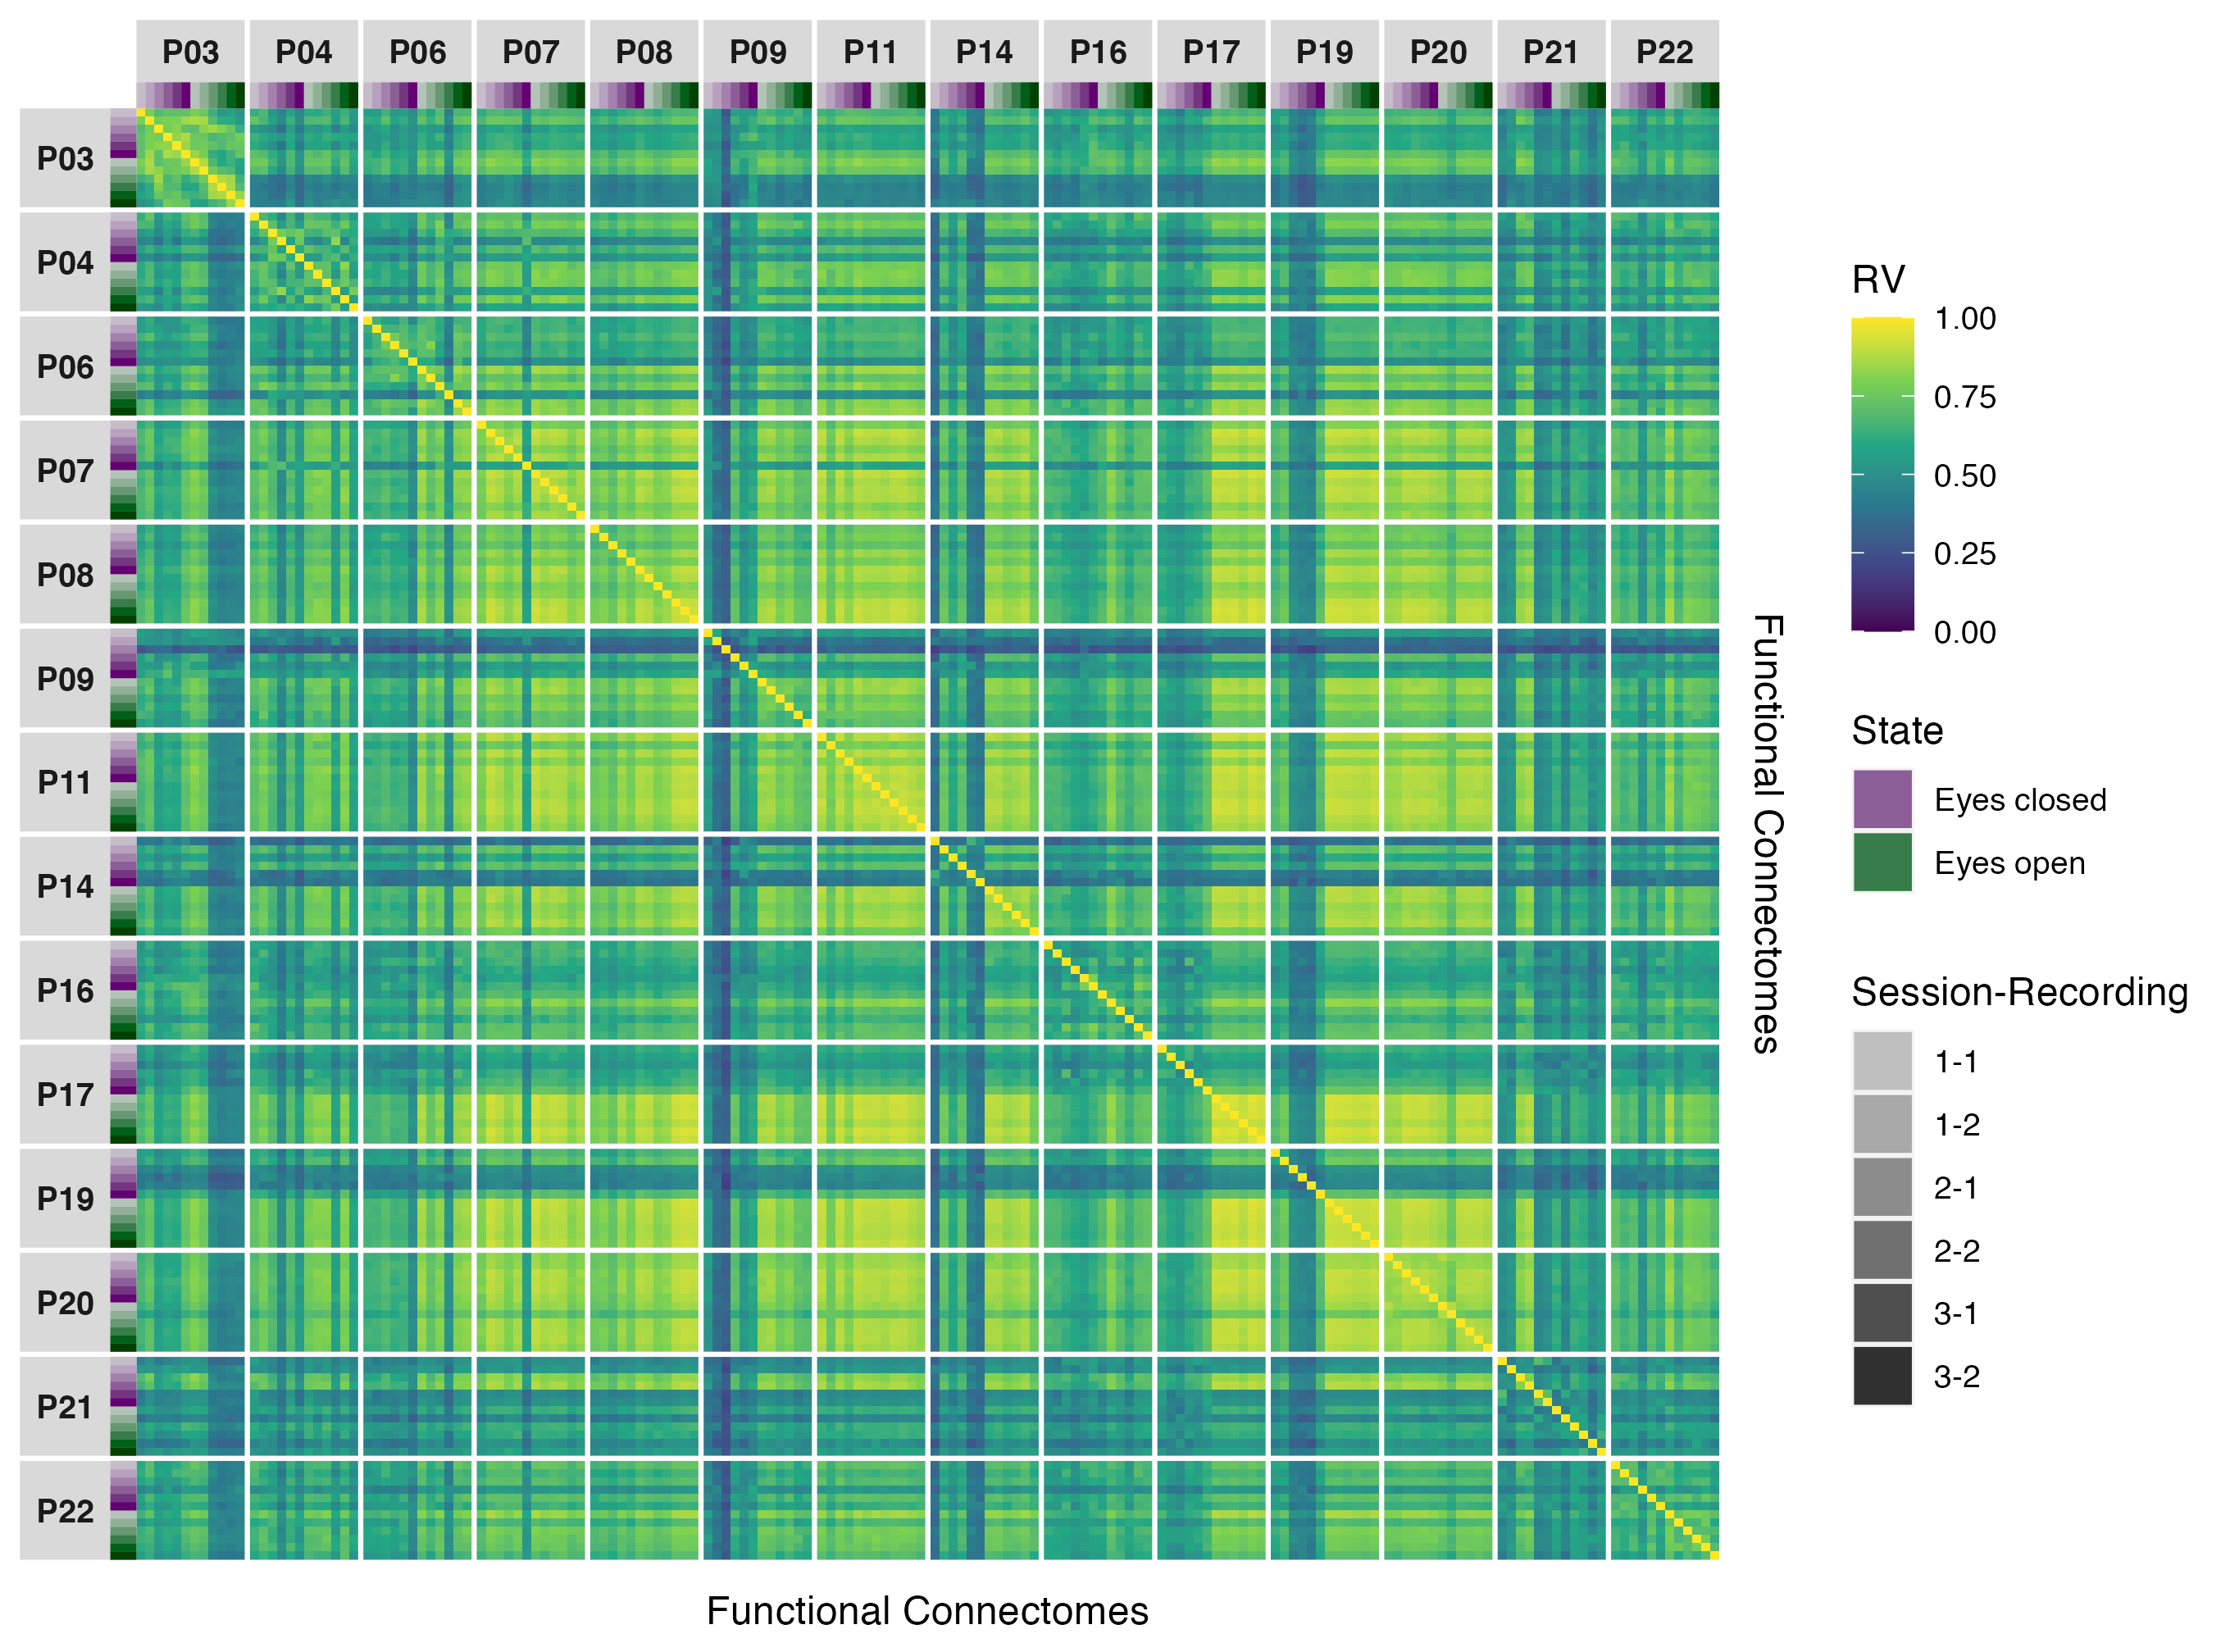 P03 P04 P06 P07 P08 P09 P11 P14 P16 P17 P19 P20 P21 P22
P03
P04
P06
P07
P08
P09
P11
P14
P16
P17
P19
P20
P21
P22
Functional Connectomes
Functional Connectomes
RV
1.00
0.75
0.50
0.25
0.00
State
Eyes closed
Eyes open
Session-Recording
1-1
1-2
2-1
2-2
3-1
3-2